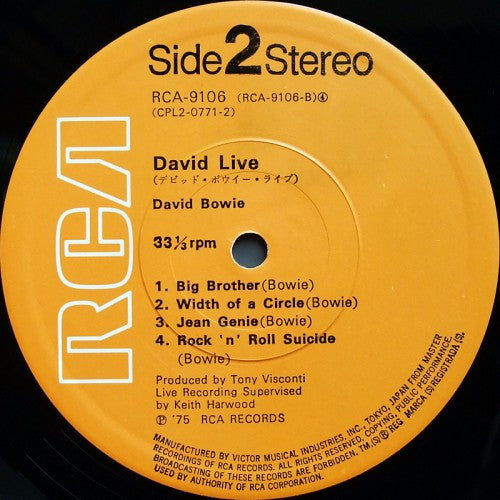 Side 2 Stereo
RCA-9106 (RCA-9106-B)④
(CPL2-0771-2)
RCA
David Live
(デビッド・ボウイー・ライブ)
David Bowie
33⅓ rpm
1. Big Brother (Bowie)
2. Width of a Circle (Bowie)
3. Jean Genie (Bowie)
4. Rock 'n' Roll Suicide
(Bowie)
Produced by Tony Visconti
Live Recording Supervised
by Keith Harwood
Ⓟ '75 RCA RECORDS
MANUFACTURED BY VICTOR MUSICAL INDUSTRIES, INC., TOKYO, JAPAN FROM MASTER
RECORDINGS OF RCA RECORDS. ALL RIGHTS RESERVED, COPYING, PUBLIC PERFORMANCE,
BROADCASTING OF THESE RECORDS ARE FORBIDDEN. TM.(S)® REG MARCA (S) REGISTRADA (S).
USED BY AUTHORITY OF RCA CORPORATION.